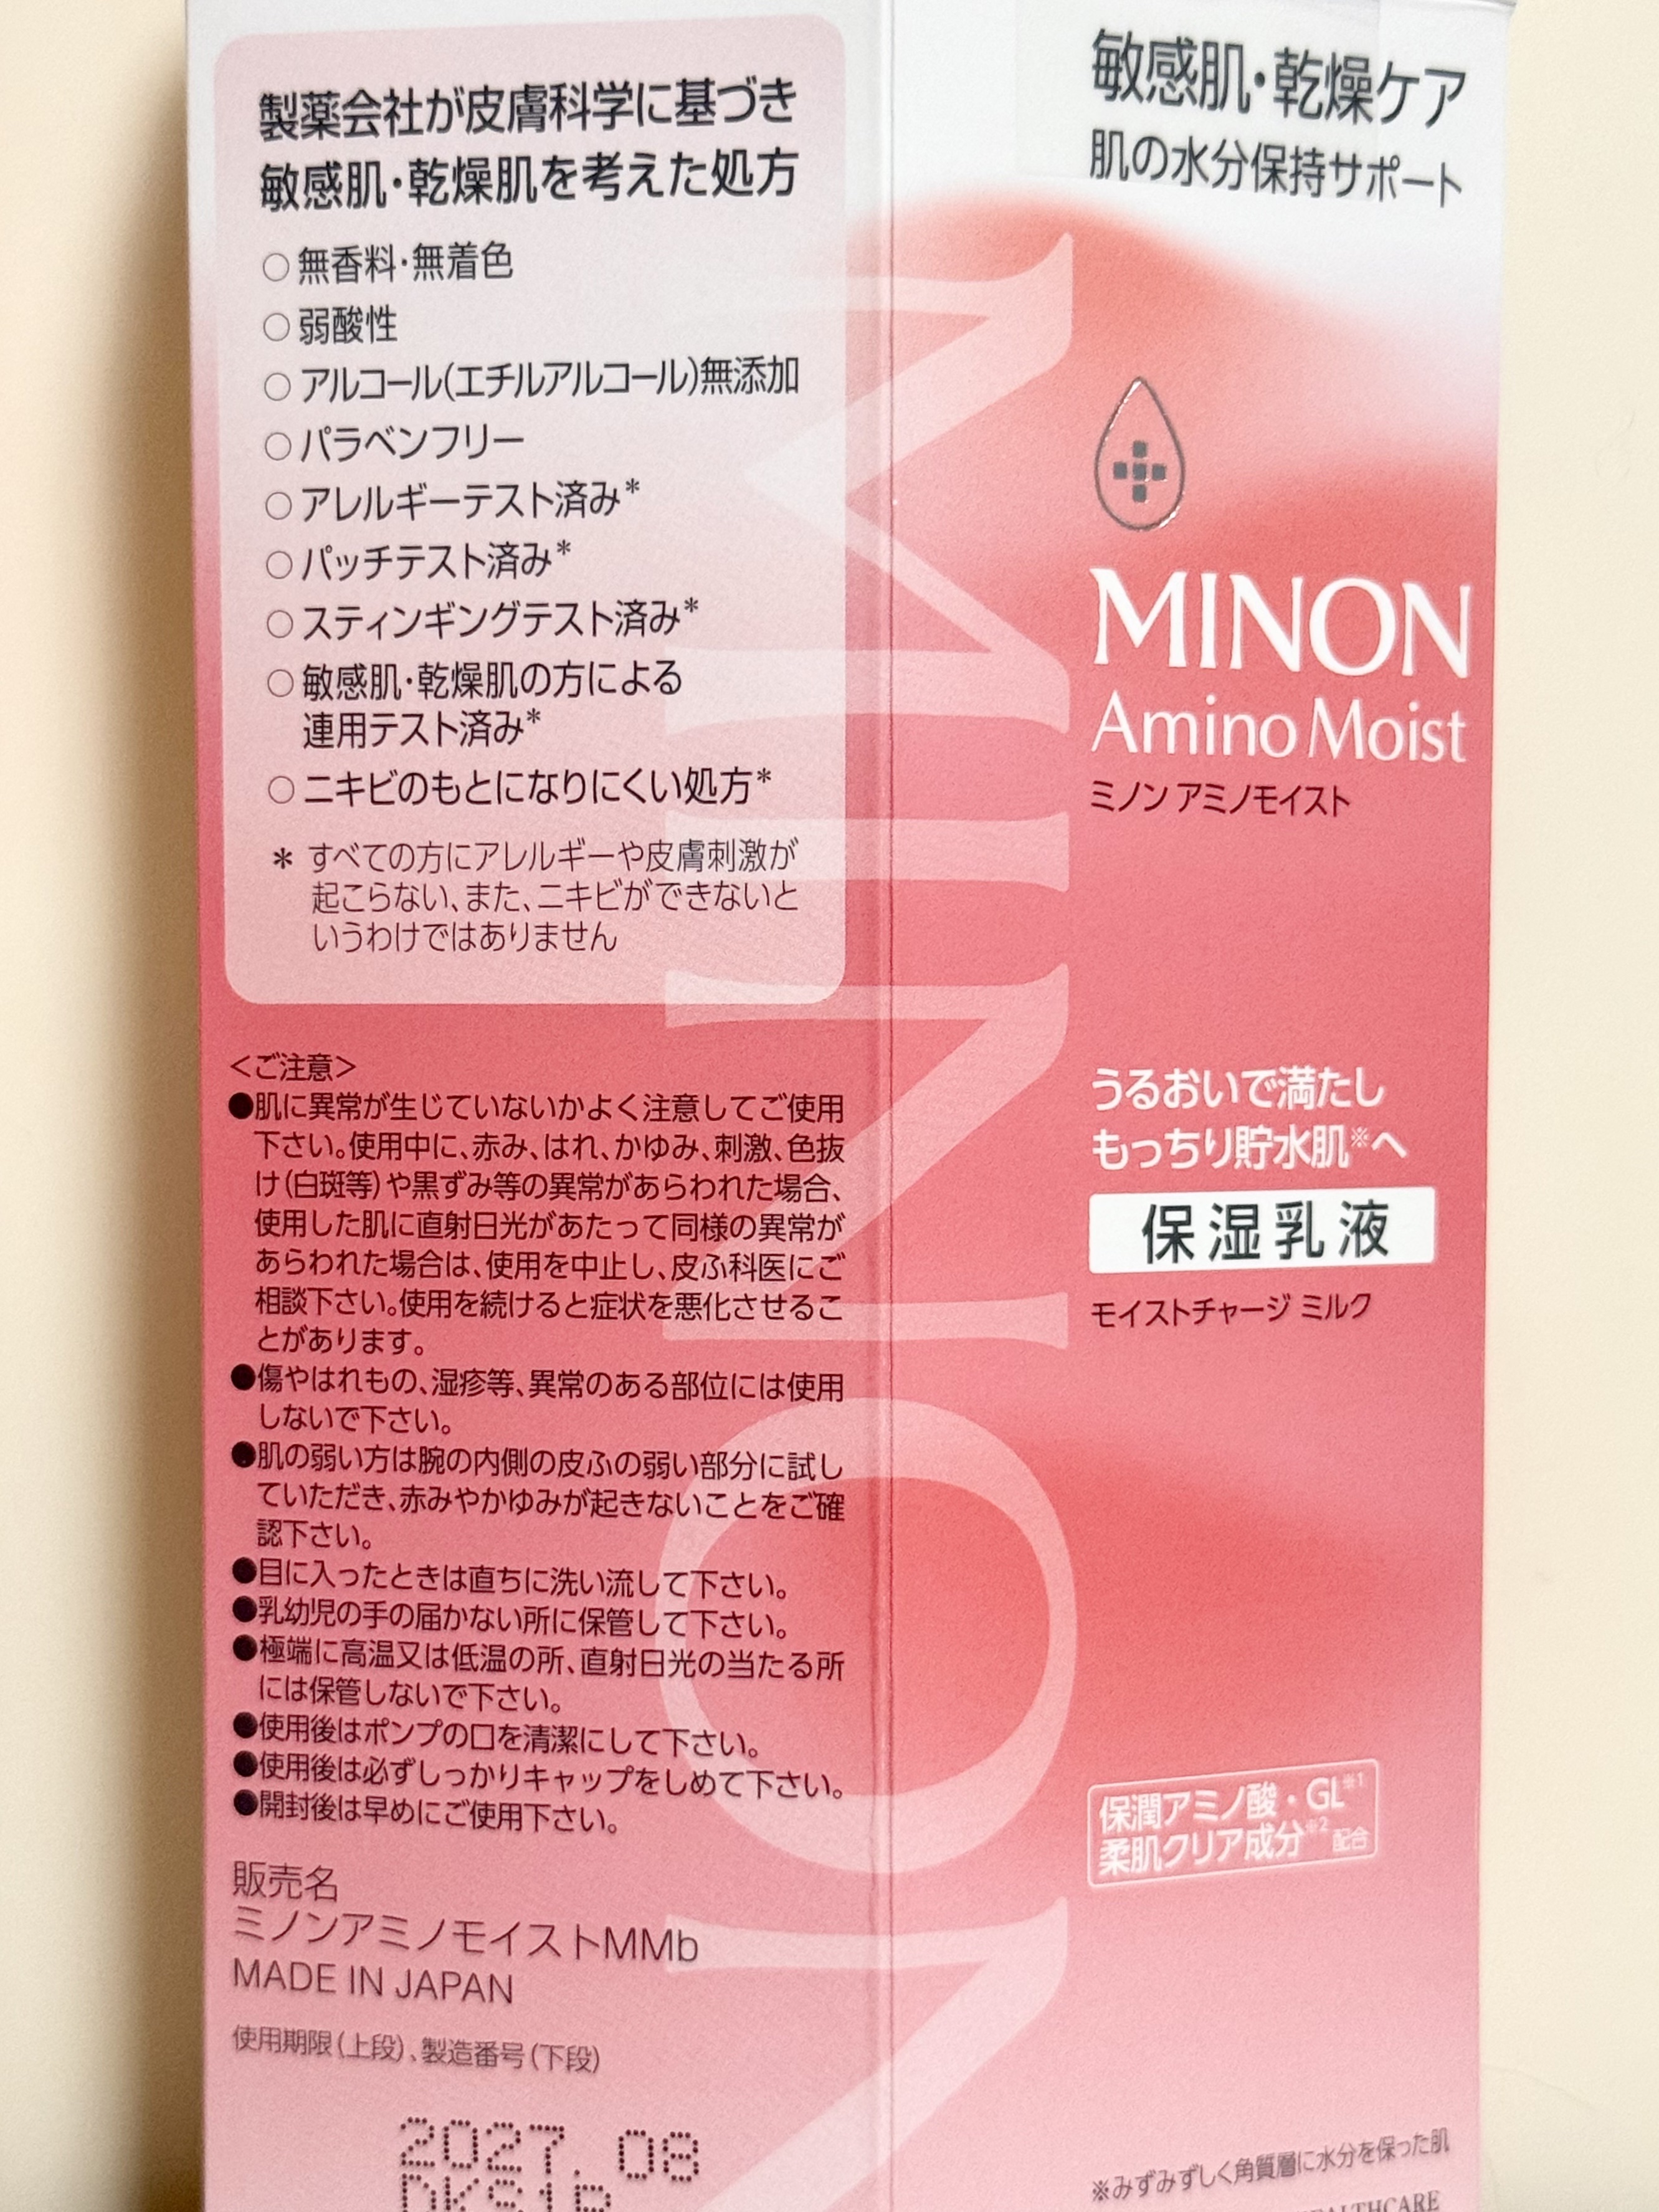 製薬会社が皮膚科学に基づき
敏感肌・乾燥肌を考えた処方
○ 無香料・無着色
○ 弱酸性
○ アルコール(エチルアルコール)無添加
○ パラベンフリー
○ アレルギーテスト済み*
○ パッチテスト済み*
○ スティンギングテスト済み*
○ 敏感肌・乾燥肌の方による
連用テスト済み*
○ ニキビのもとになりにくい処方*
* すべての方にアレルギーや皮膚刺激が
起こらない、また、ニキビができないと
いうわけではありません
<ご注意>
●肌に異常が生じていないかよく注意してご使用
下さい。使用中に、赤み、はれ、かゆみ、刺激、色抜
け(白斑等)や黒ずみ等の異常があらわれた場合、
使用した肌に直射日光があたって同様の異常が
あらわれた場合は、使用を中止し、皮ふ科医にご
相談下さい。使用を続けると症状を悪化させるこ
とがあります。
●傷やはれもの、湿疹等、異常のある部位には使用
しないで下さい。
●肌の弱い方は腕の内側の皮ふの弱い部分に試し
ていただき、赤みやかゆみが起きないことをご確
認下さい。
●目に入ったときは直ちに洗い流して下さい。
●乳幼児の手の届かない所に保管して下さい。
●極端に高温又は低温の所、直射日光の当たる所
には保管しないで下さい。
●使用後はポンプの口を清潔にして下さい。
●使用後は必ずしっかりキャップをしめて下さい。
●開封後は早めにご使用下さい。
販売名
ミノンアミノモイストMMb
MADE IN JAPAN
使用期限(上段)、製造番号(下段)
2027.08
MINON
敏感肌・乾燥ケア
肌の水分保持サポート
MINON
Amino Moist
ミノン アミノモイスト
うるおいで満たし
もっちり貯水肌※へ
保湿乳液
モイストチャージ ミルク
保潤アミノ酸・GL※1
柔肌クリア成分※2 配合
※みずみずしく角質層に水分を保った肌